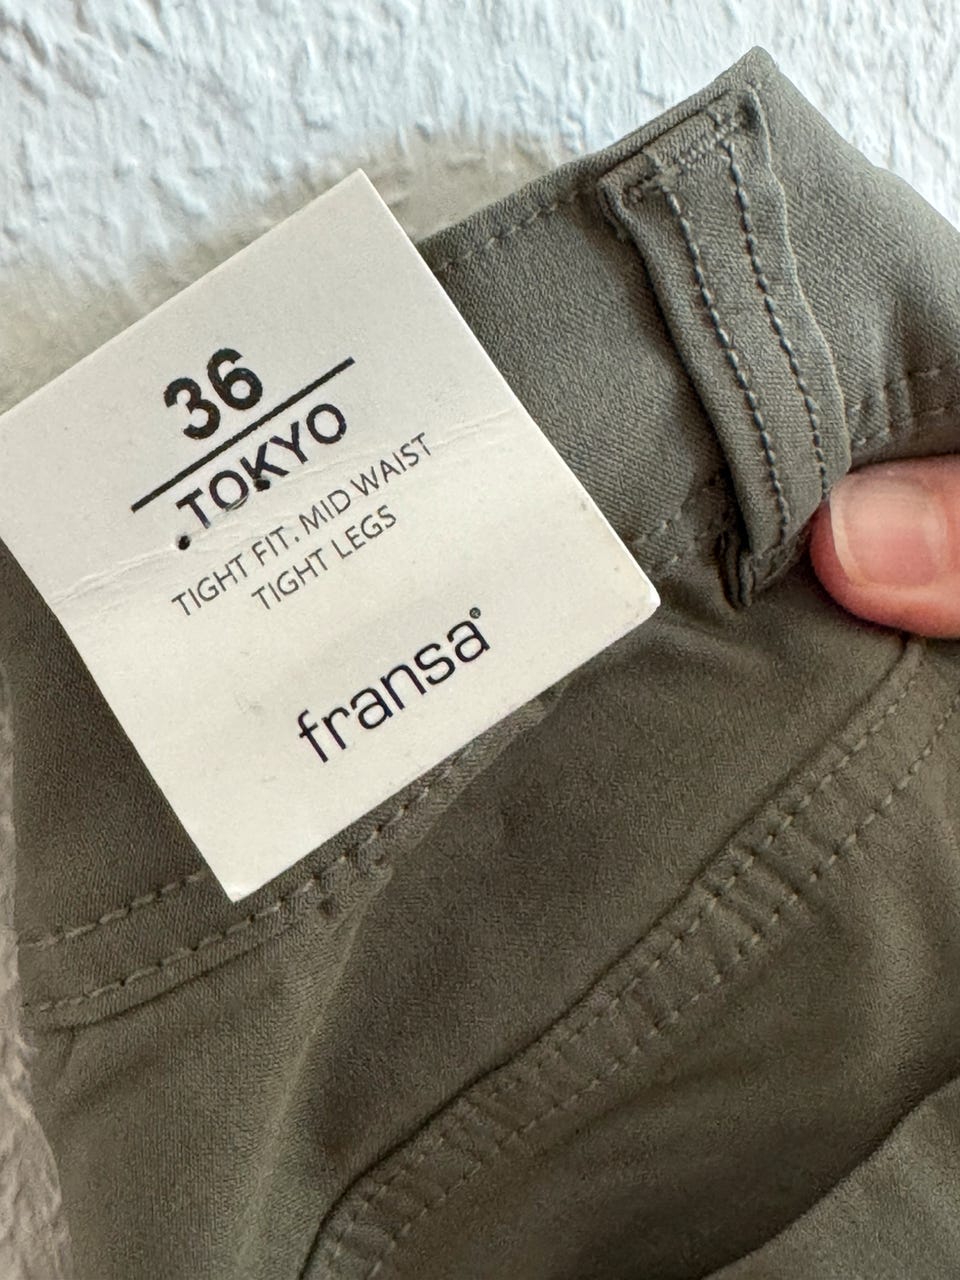 36
TOKYO
TIGHT FIT. MID WAIST
TIGHT LEGS
fransa®